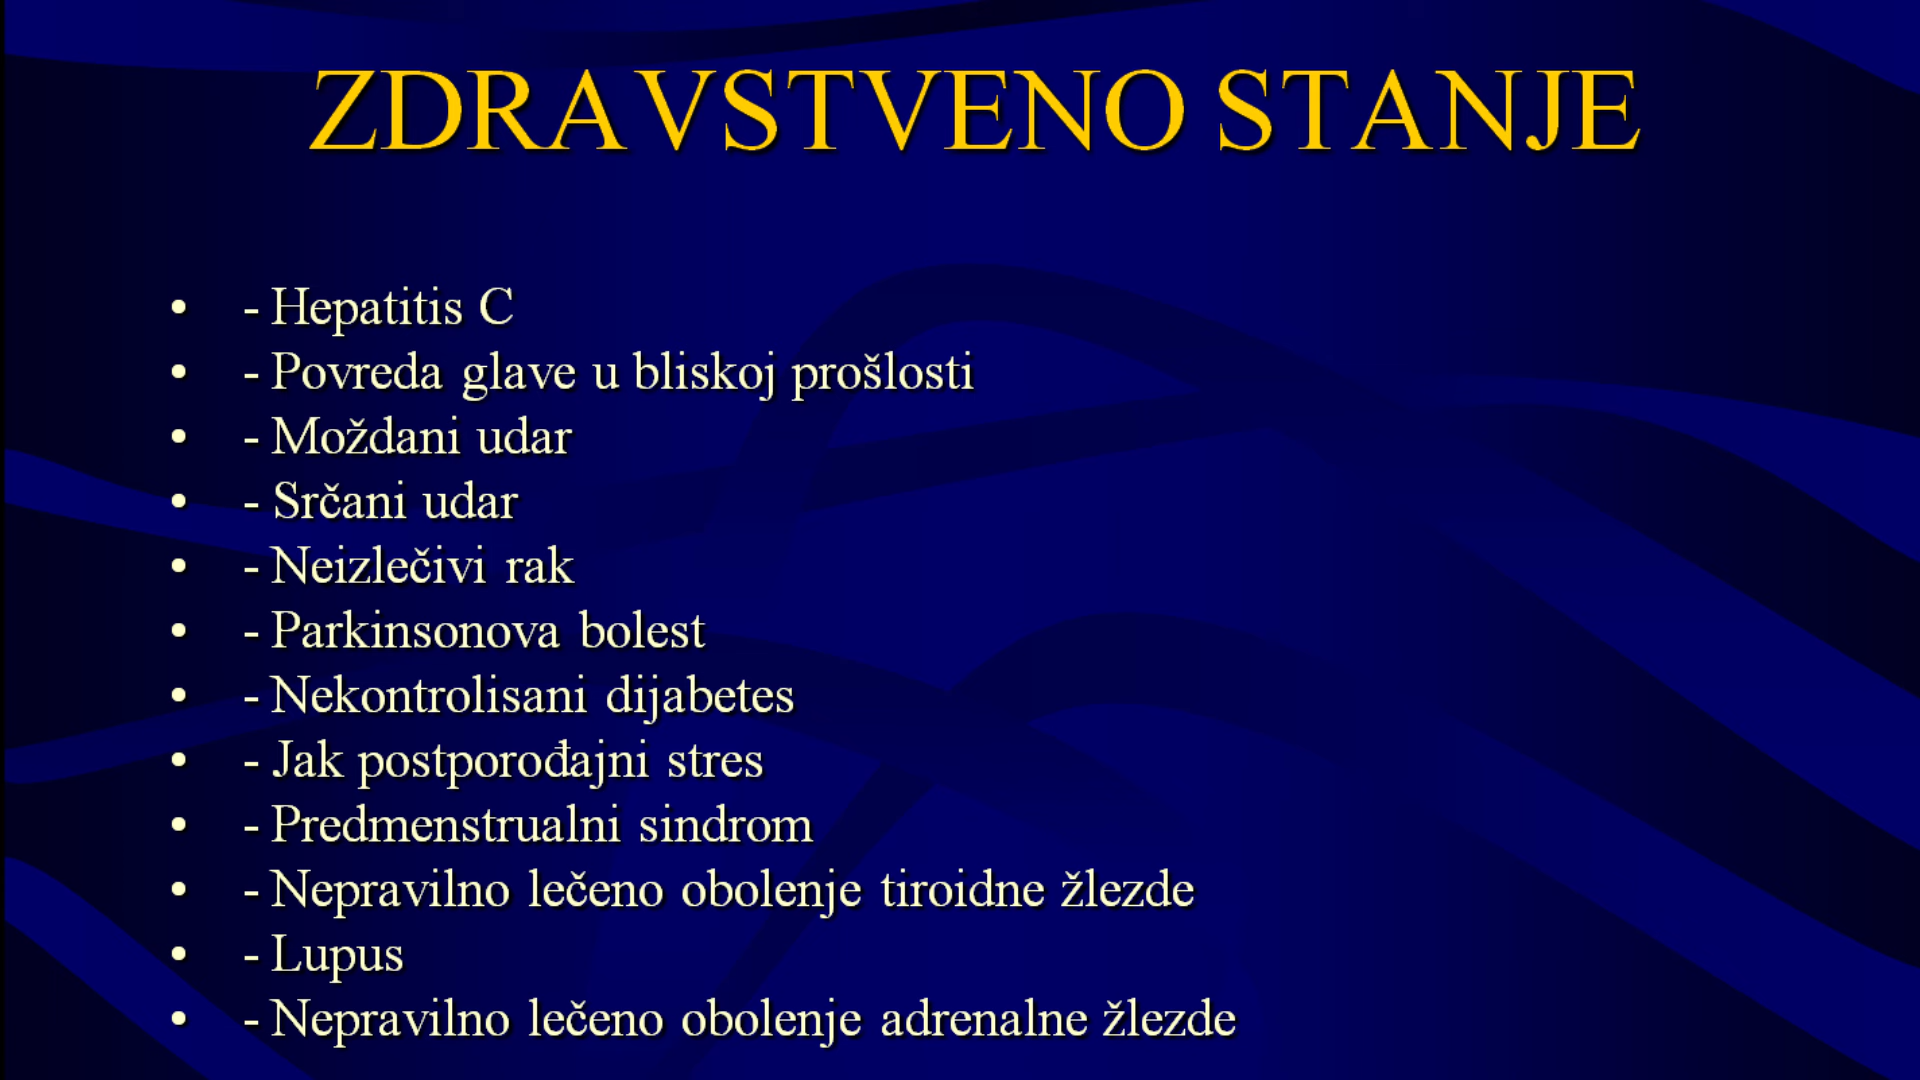 ZDRAVSTVENO STANJE
• - Hepatitis C
• - Povreda glave u bliskoj prošlosti
• - Moždani udar
• - Srčani udar
• - Neizlečivi rak
• - Parkinsonova bolest
• - Nekontrolisani dijabetes
• - Jak postporođajni stres
• - Predmenstrualni sindrom
• - Nepravilno lečeno obolenje tiroidne žlezde
• - Lupus
• - Nepravilno lečeno obolenje adrenalne žlezde